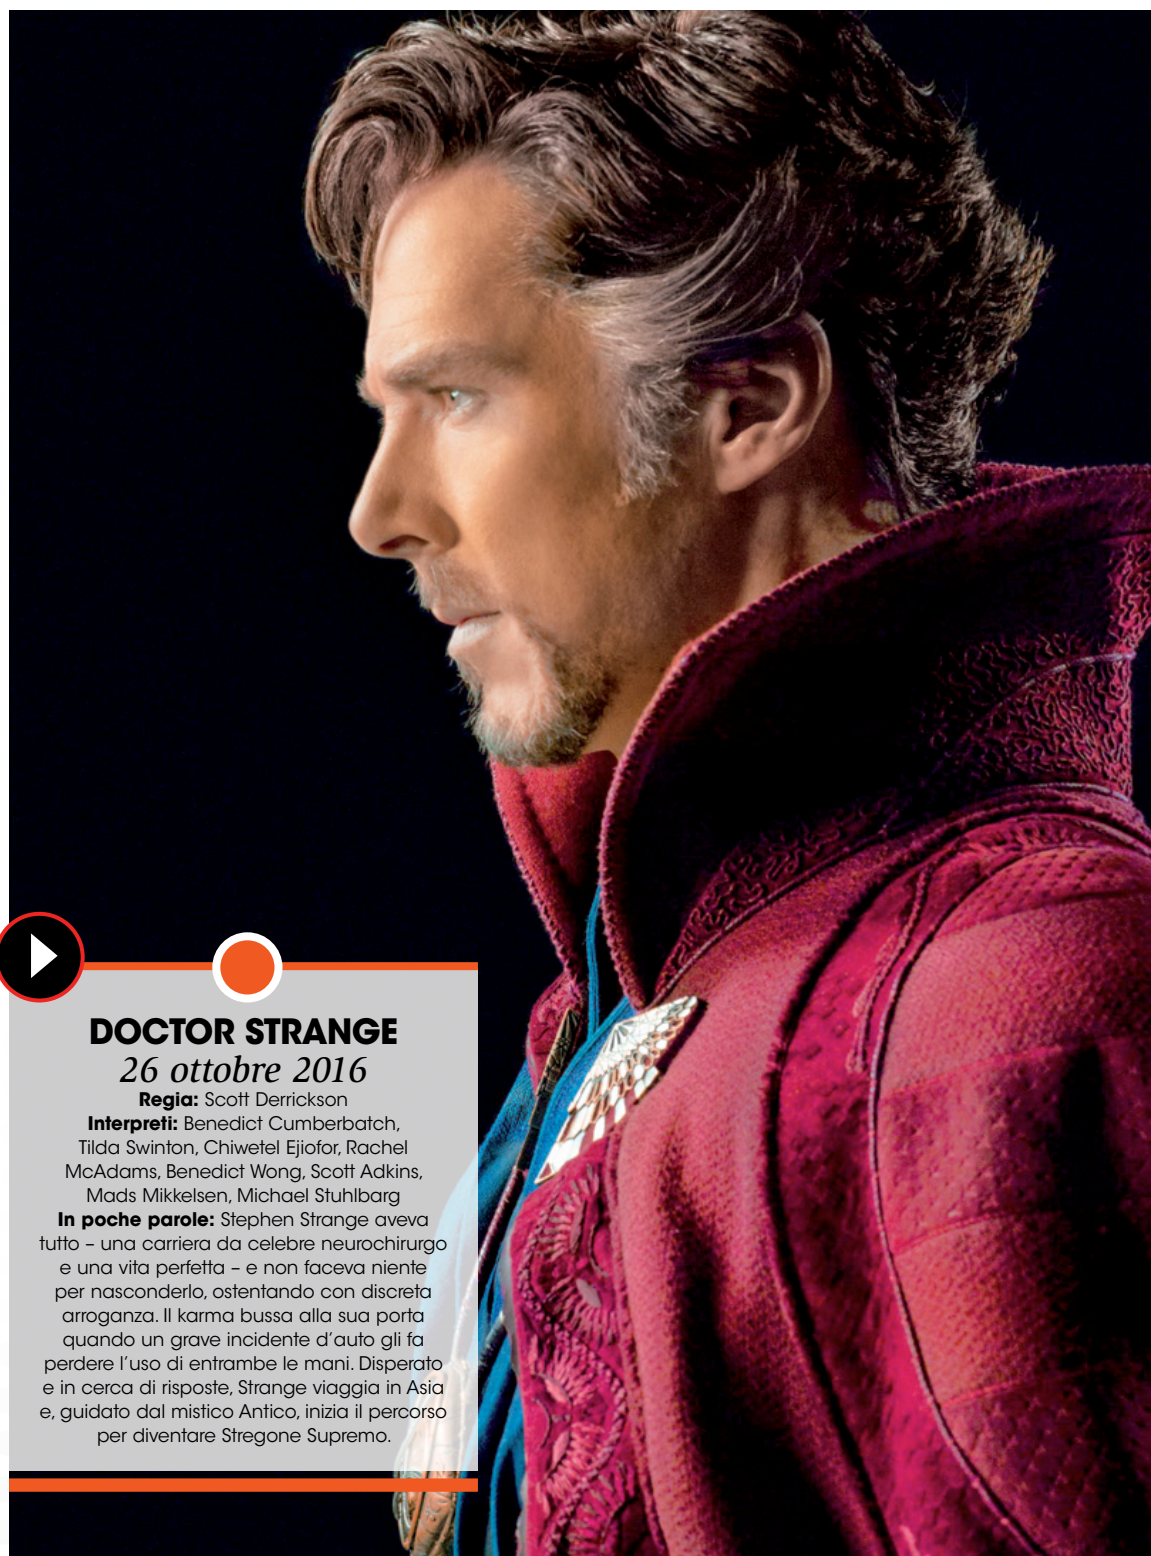 DOCTOR STRANGE
26 ottobre 2016
Regia: Scott Derrickson
Interpreti: Benedict Cumberbatch,
Tilda Swinton, Chiwetel Ejiofor, Rachel
McAdams, Benedict Wong, Scott Adkins,
Mads Mikkelsen, Michael Stuhlbarg
In poche parole: Stephen Strange aveva
tutto – una carriera da celebre neurochirurgo
e una vita perfetta – e non faceva niente
per nasconderlo, ostentando con discreta
arroganza. Il karma bussa alla sua porta
quando un grave incidente d'auto gli fa
perdere l'uso di entrambe le mani. Disperato
e in cerca di risposte, Strange viaggia in Asia
e, guidato dal mistico Antico, inizia il percorso
per diventare Stregone Supremo.